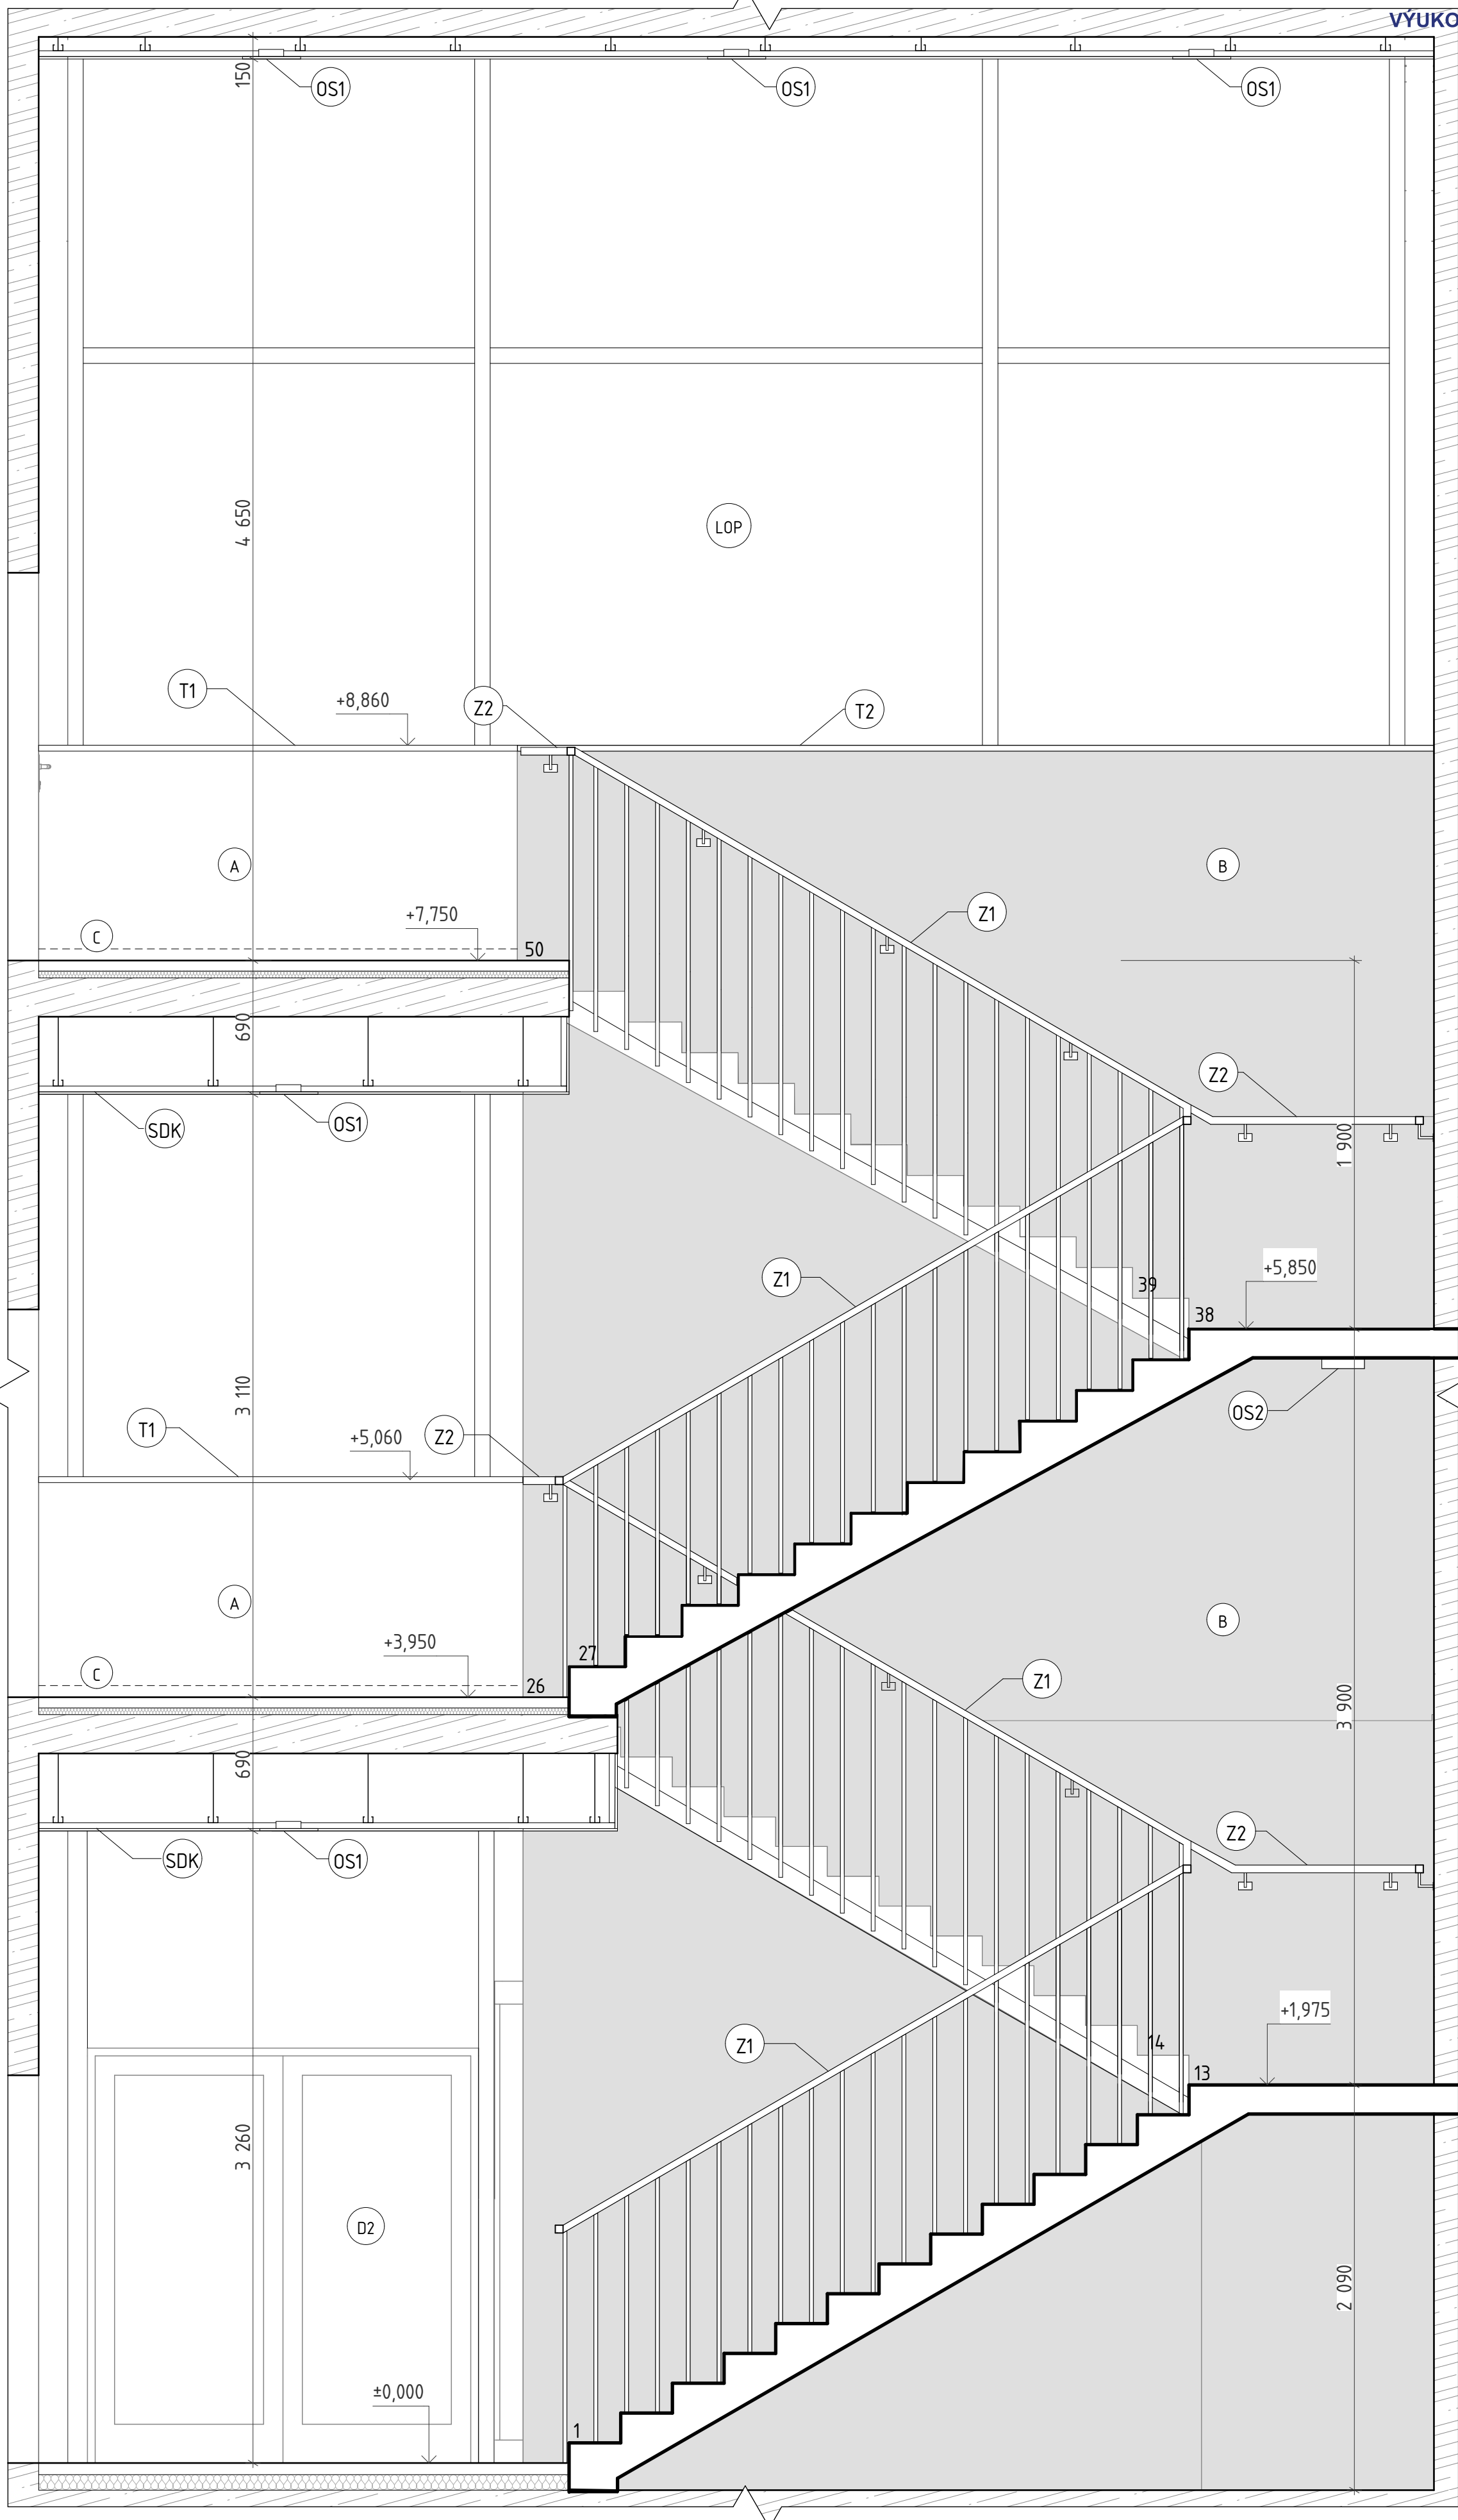 VÝUKO
150
OS1
OS1
OS1
4 650
LOP
T1
+8,860
Z2
T2
A
B
+7,750
Z1
C
50
690
Z2
SDK
OS1
1 900
Z1
+5,850
39
38
3 110
T1
+5,060
Z2
OS2
A
B
+3,950
27
C
26
Z1
3 900
690
Z2
SDK
OS1
+1,975
Z1
14
13
3 260
D2
2 090
±0,000
1